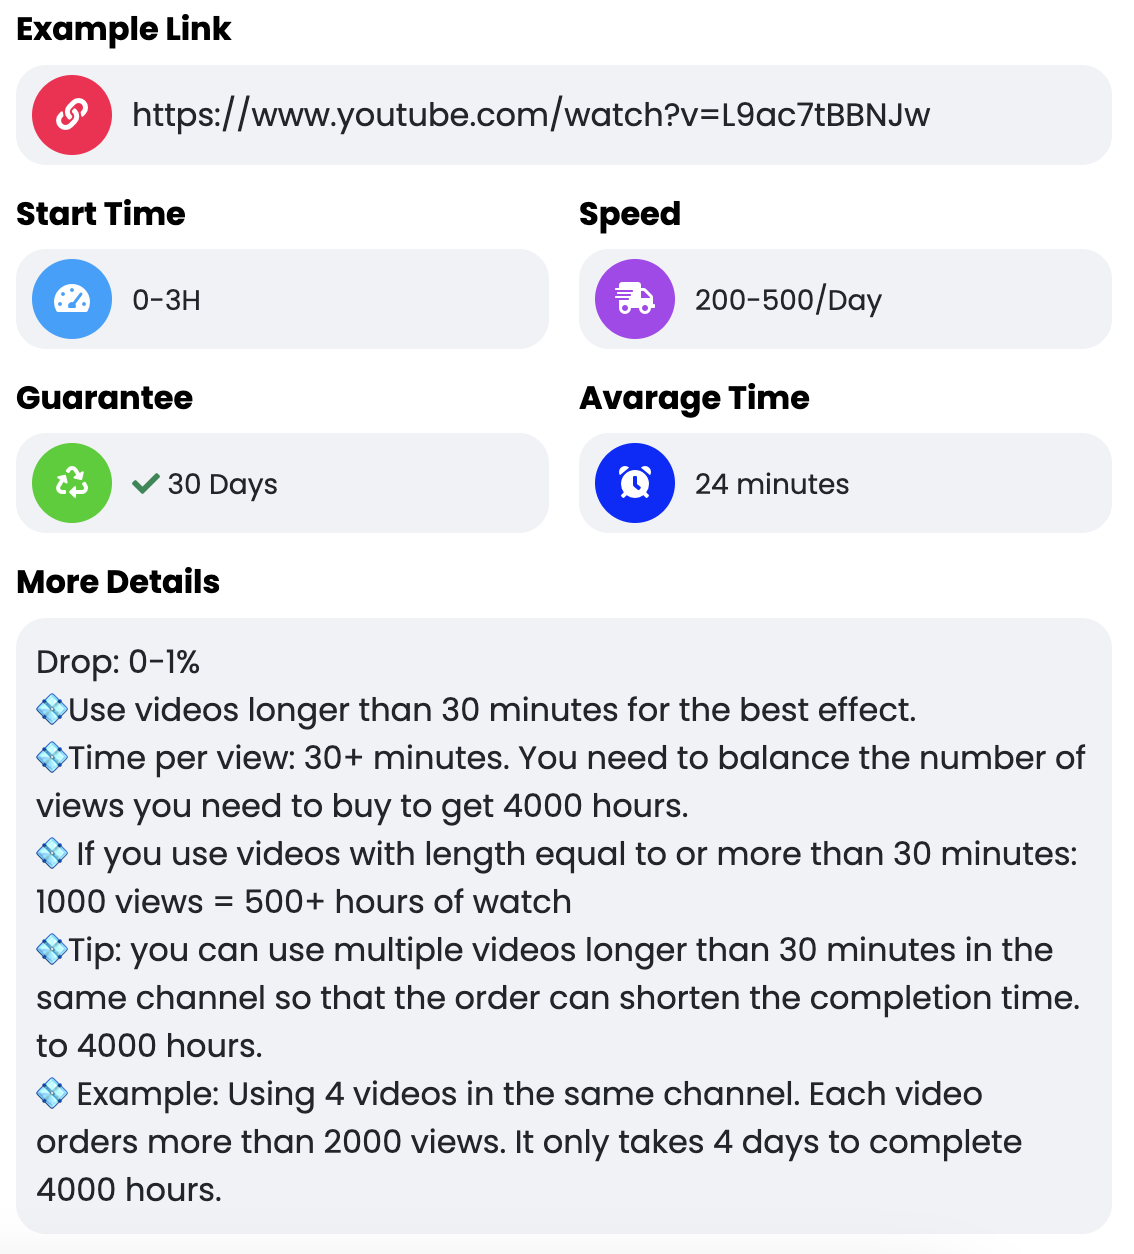 Example Link
https://www.youtube.com/watch?v=L9ac7tBBNJw
Start Time
Speed
0-3H
200-500/Day
Guarantee
Avarage Time
30 Days
24 minutes
More Details
Drop: 0-1%
💠Use videos longer than 30 minutes for the best effect.
💠Time per view: 30+ minutes. You need to balance the number of
views you need to buy to get 4000 hours.
💠 If you use videos with length equal to or more than 30 minutes:
1000 views = 500+ hours of watch
💠Tip: you can use multiple videos longer than 30 minutes in the
same channel so that the order can shorten the completion time.
to 4000 hours.
💠 Example: Using 4 videos in the same channel. Each video
orders more than 2000 views. It only takes 4 days to complete
4000 hours.